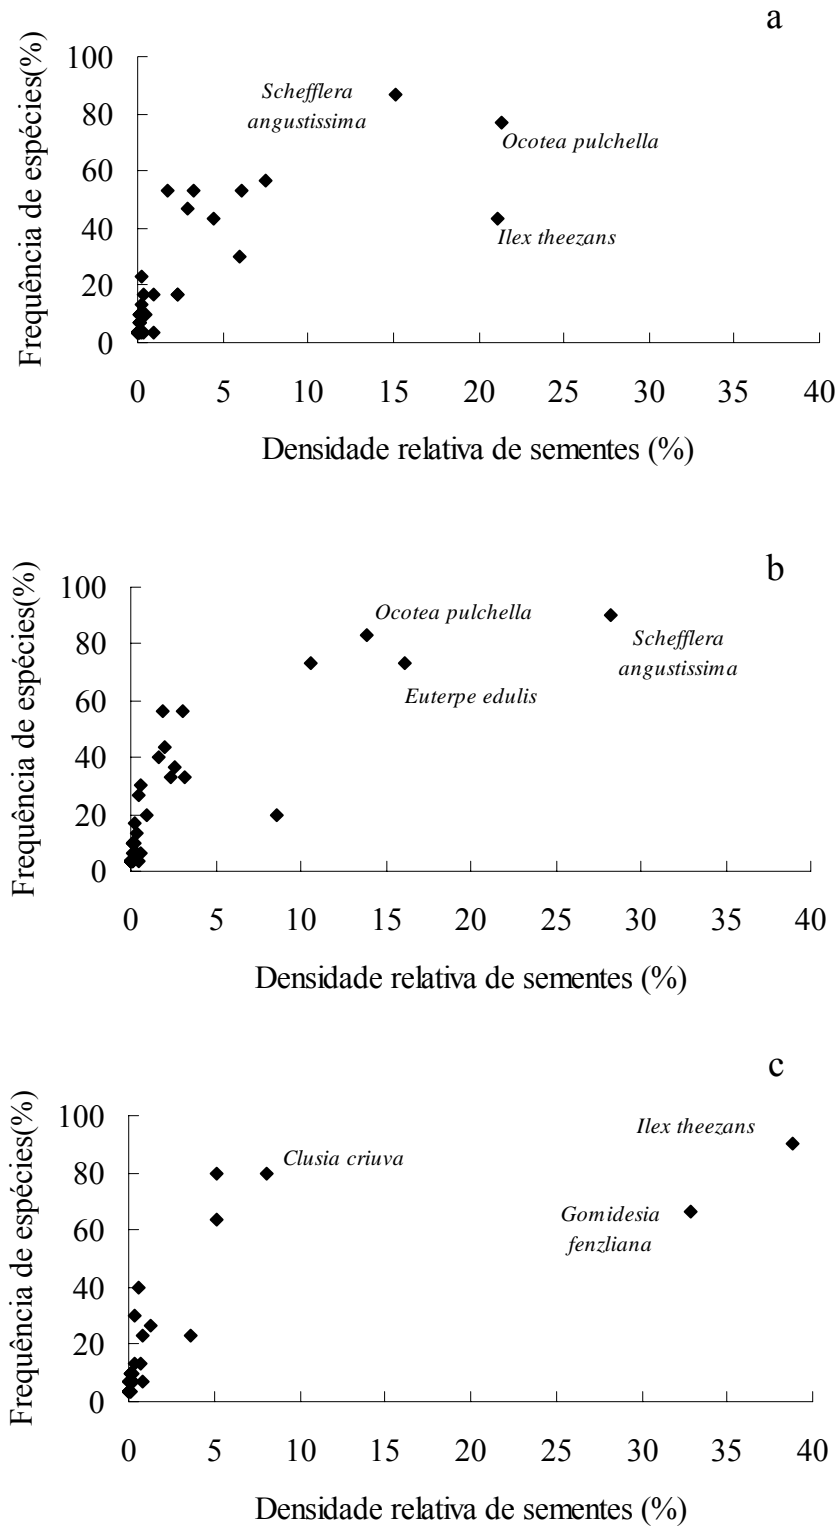 a
Frequência de espécies(%)
100
80
60
40
20
0
Schefflera
angustissima
Ocotea pulchella
Ilex theezans
0 5 10 15 20 25 30 35 40
Densidade relativa de sementes (%)
b
Frequência de espécies(%)
100
80
60
40
20
0
Ocotea pulchella
Schefflera
angustissima
Euterpe edulis
0 5 10 15 20 25 30 35 40
Densidade relativa de sementes (%)
c
Frequência de espécies(%)
100
80
60
40
20
0
Ilex theezans
Clusia criuva
Gomidesia
fenzliana
0 5 10 15 20 25 30 35 40
Densidade relativa de sementes (%)